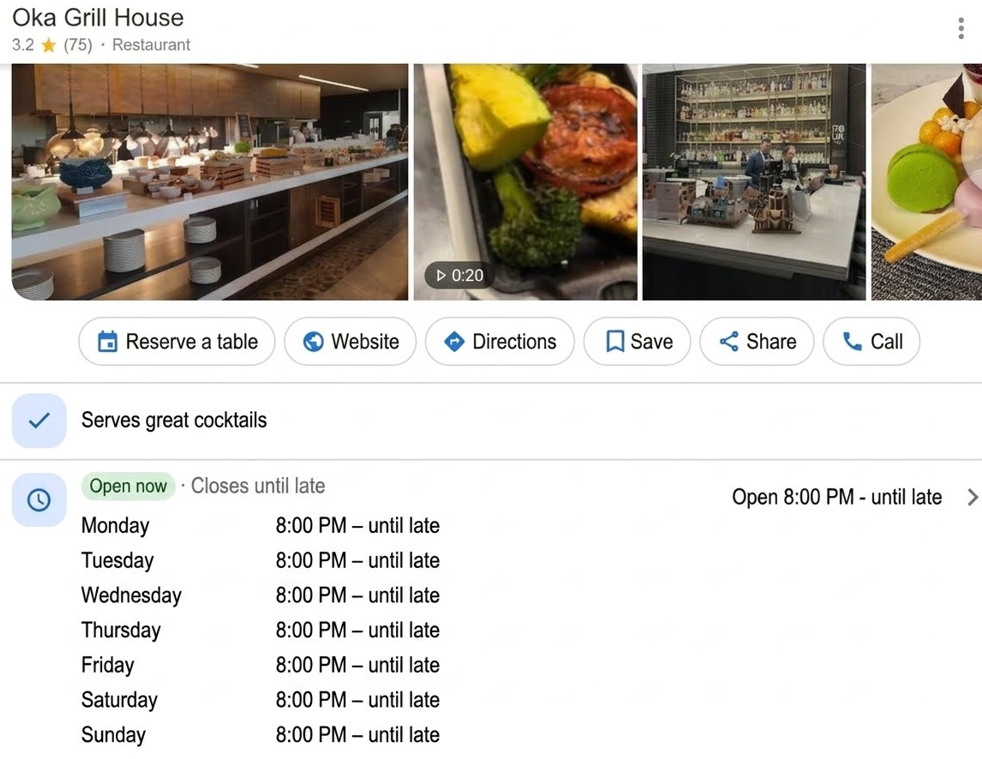 Oka Grill House
3.2 ★ (75) · Restaurant
0:20
Reserve a table
Website
Directions
Save
Share
Call
Serves great cocktails
Open now · Closes until late
Open 8:00 PM - until late
Monday 8:00 PM – until late
Tuesday 8:00 PM – until late
Wednesday 8:00 PM – until late
Thursday 8:00 PM – until late
Friday 8:00 PM – until late
Saturday 8:00 PM – until late
Sunday 8:00 PM – until late